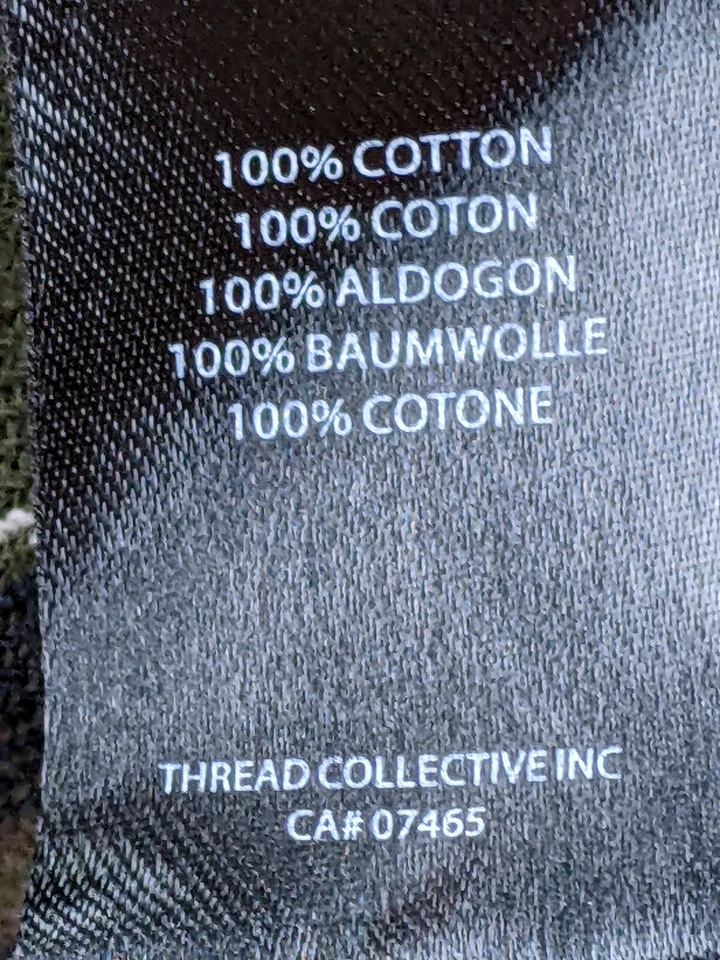 100% COTTON
100% COTON
100% ALDOGON
100% BAUMWOLLE
100% COTONE
THREAD COLLECTIVE INC
CA# 07465